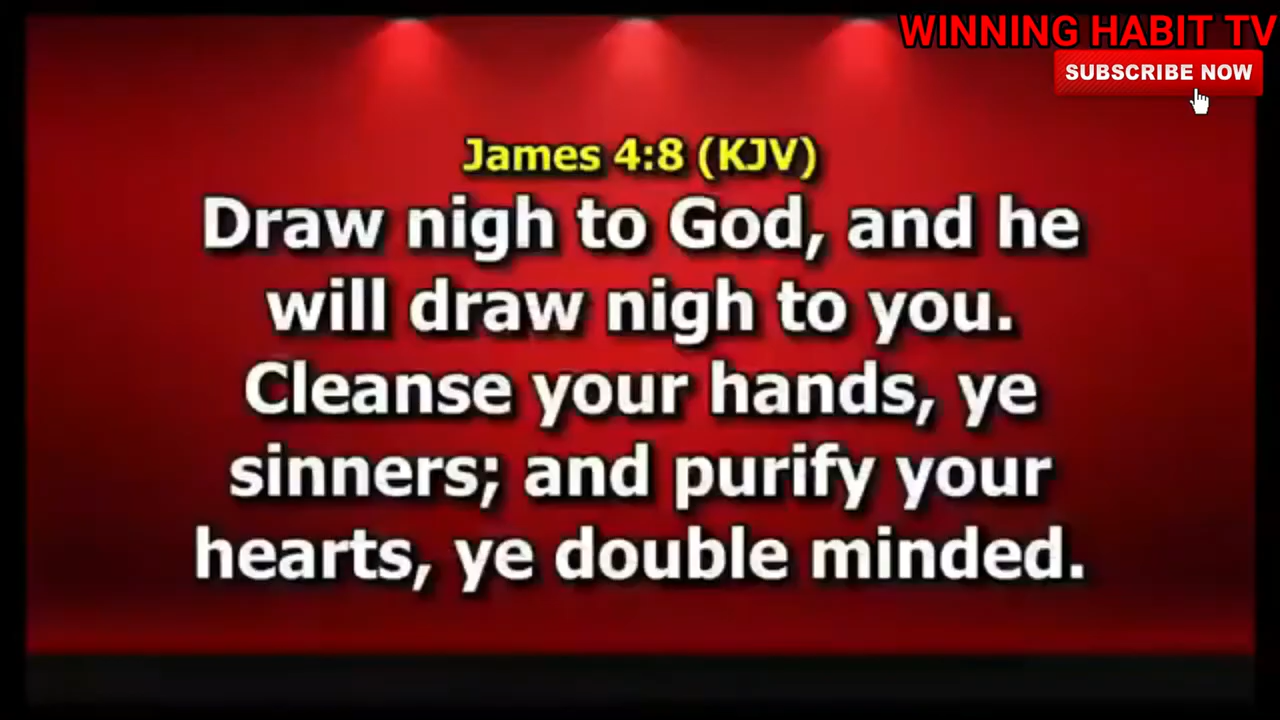 WINNING HABIT TV
SUBSCRIBE NOW
James 4:8 (KJV)
Draw nigh to God, and he
will draw nigh to you.
Cleanse your hands, ye
sinners; and purify your
hearts, ye double minded.